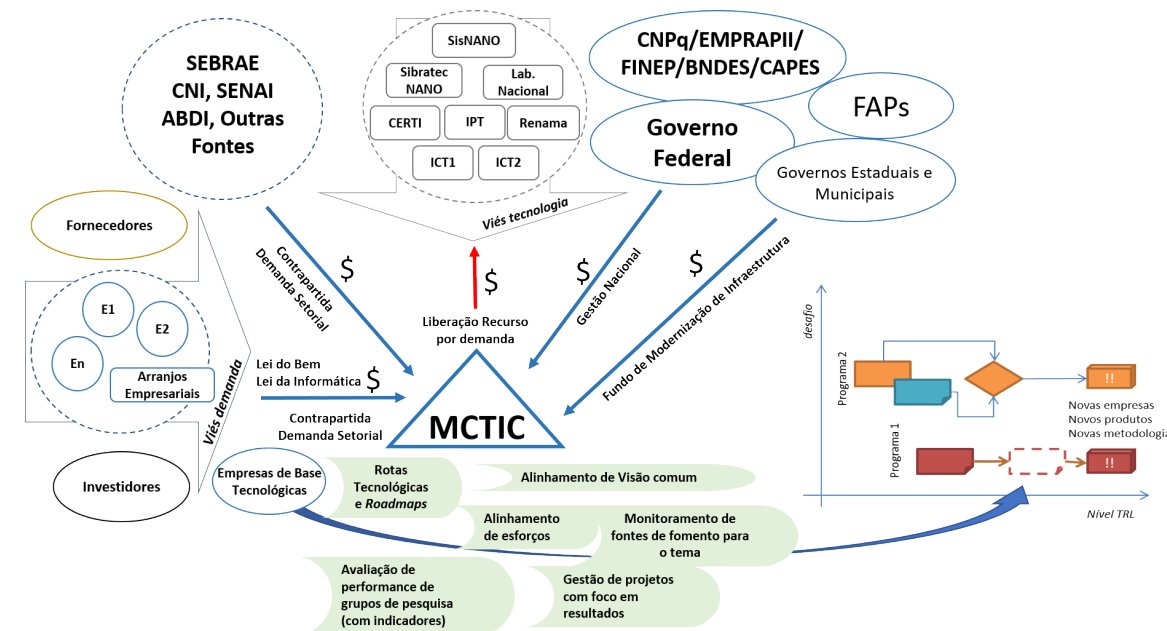 SEBRAE
CNI, SENAI
ABDI, Outras
Fontes
SisNANO
Sibratec
NANO
Lab.
Nacional
CERTI
IPT
Renama
ICT1
ICT2
Viés tecnologia
CNPq/EMPRAPII/
FINEP/BNDES/CAPES
FAPs
Governo
Federal
Governos Estaduais e
Municipais
Fornecedores
E1
E2
En
Arranjos
Empresariais
Viés demanda
Investidores
Contrapartida
Demanda Setorial
$
$
Liberação Recurso
por demanda
$
Gestão Nacional
$
Fundo de Modernização de Infraestrutura
Lei do Bem
Lei da Informática
$
Contrapartida
Demanda Setorial
MCTIC
desafio
Programa 2
!!
Novas empresas
Novos produtos
Novas metodologia
Programa 1
!!
Nível TRL
Empresas de Base
Tecnológicas
Rotas
Tecnológicas
e Roadmaps
Alinhamento de Visão comum
Alinhamento
de esforços
Monitoramento de
fontes de fomento para
o tema
Avaliação de
performance de
grupos de pesquisa
(com indicadores)
Gestão de projetos
com foco em
resultados